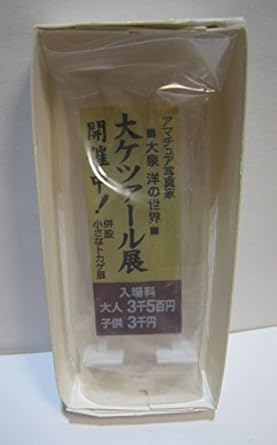 アマチュア写真家
■大泉 洋の世界■
大ケツァール展
開催中!
併設
小さなトカゲ展
入場料
大人 3千5百円
子供 3千円